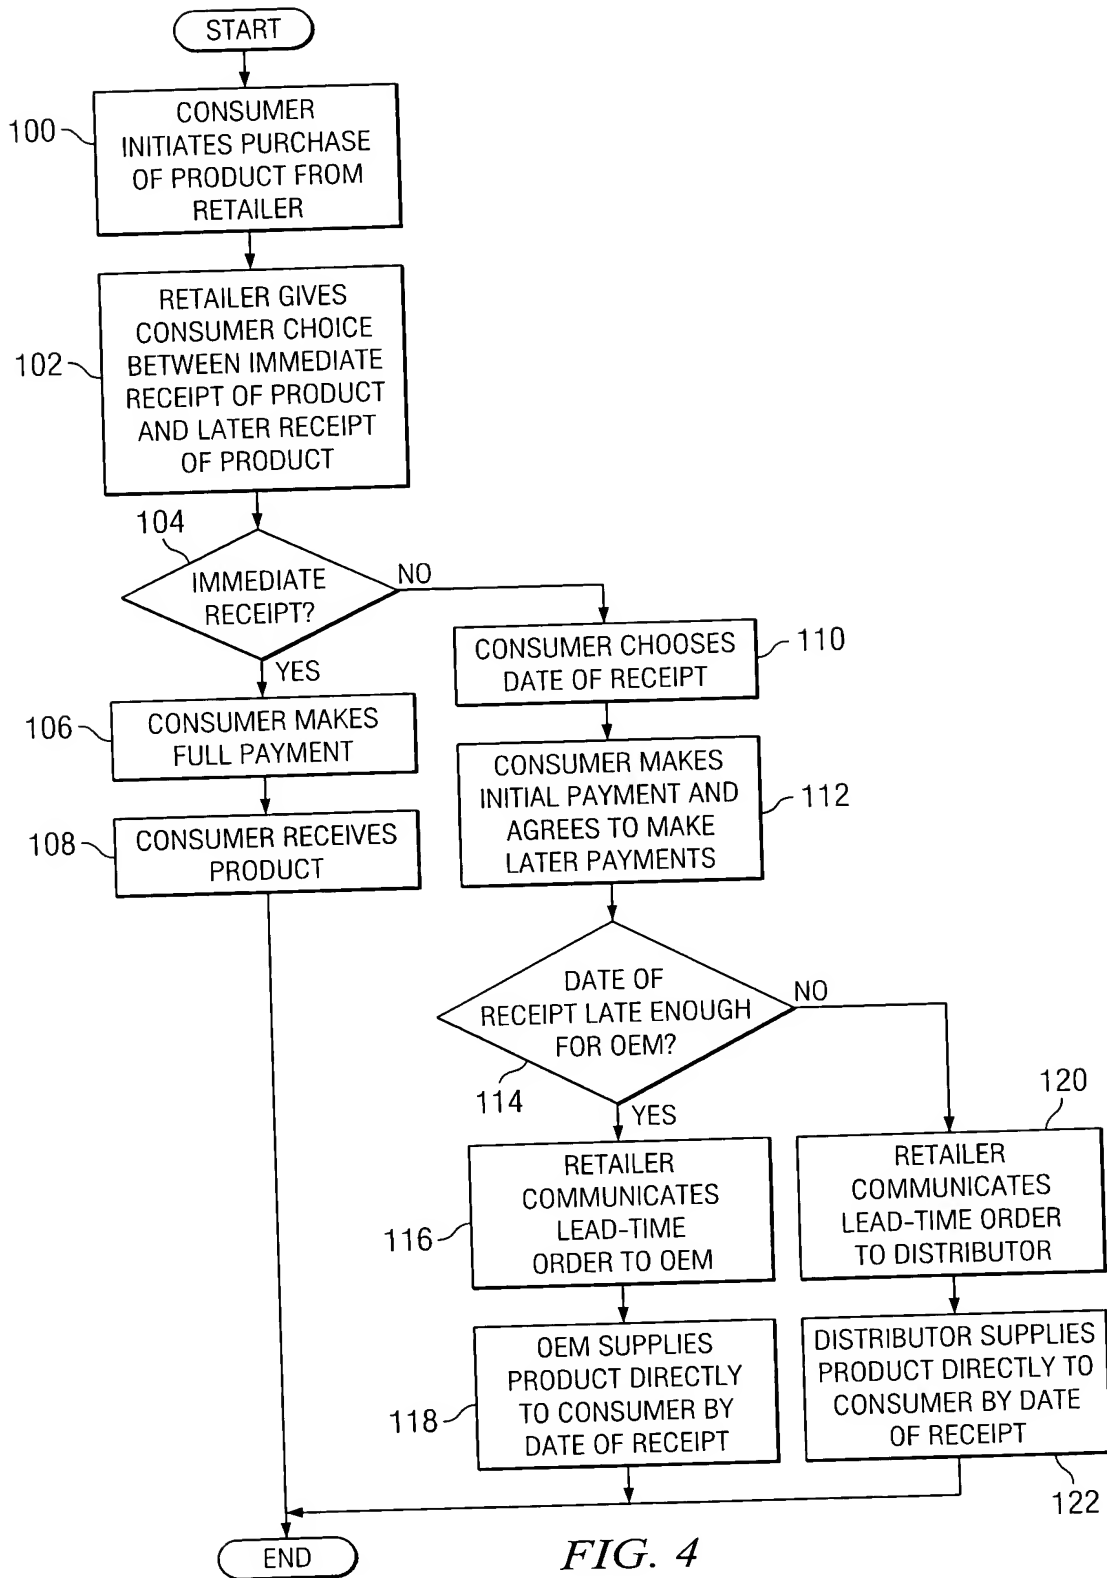 START
100
CONSUMER
INITIATES PURCHASE
OF PRODUCT FROM
RETAILER
102
RETAILER GIVES
CONSUMER CHOICE
BETWEEN IMMEDIATE
RECEIPT OF PRODUCT
AND LATER RECEIPT
OF PRODUCT
104
IMMEDIATE
RECEIPT?
NO
YES
106
CONSUMER MAKES
FULL PAYMENT
108
CONSUMER RECEIVES
PRODUCT
CONSUMER CHOOSES
DATE OF RECEIPT
110
CONSUMER MAKES
INITIAL PAYMENT AND
AGREES TO MAKE
LATER PAYMENTS
112
DATE OF
RECEIPT LATE ENOUGH
FOR OEM?
114
NO
YES
116
RETAILER
COMMUNICATES
LEAD-TIME
ORDER TO OEM
118
OEM SUPPLIES
PRODUCT DIRECTLY
TO CONSUMER BY
DATE OF RECEIPT
120
RETAILER
COMMUNICATES
LEAD-TIME ORDER
TO DISTRIBUTOR
DISTRIBUTOR SUPPLIES
PRODUCT DIRECTLY TO
CONSUMER BY DATE
OF RECEIPT
122
END
FIG. 4